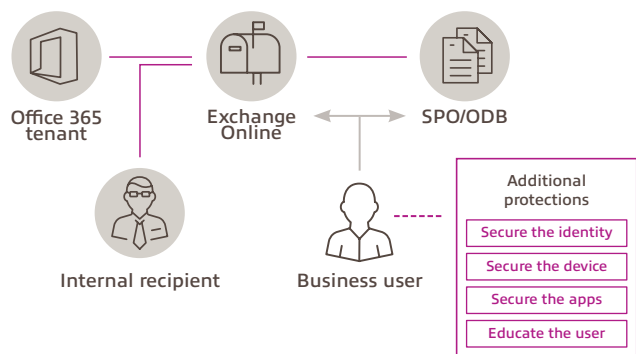 Office 365
tenant
Exchange
Online
SPO/ODB
Internal recipient
Business user
Additional
protections
Secure the identity
Secure the device
Secure the apps
Educate the user